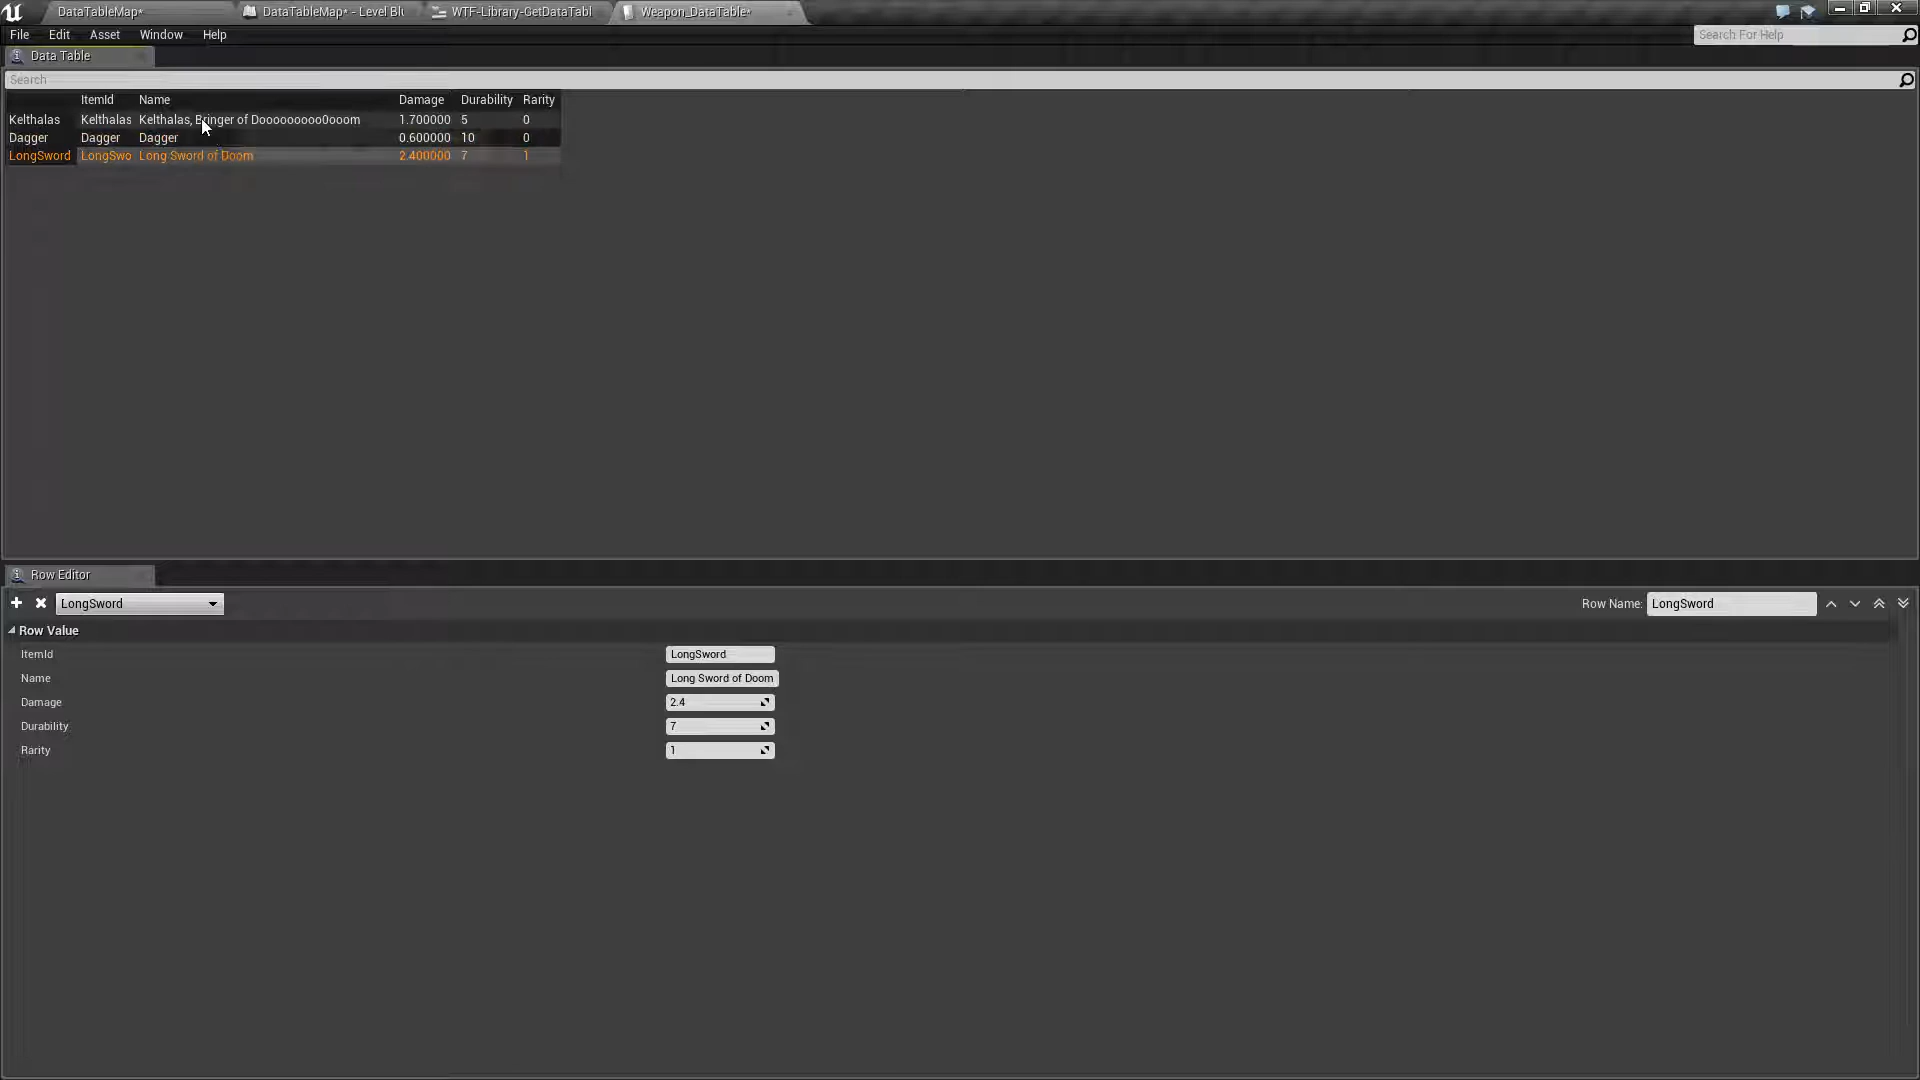 DataTableMap*
DataTableMap* - Level Blu
WTF-Library-GetDataTabl
Weapon_DataTable*
File Edit Asset Window Help
Search For Help
Data Table
Search
ItemId Name Damage Durability Rarity
Kelthalas Kelthalas Kelthalas, Bringer of Dooooooooo0ooom 1.700000 5 0
Dagger Dagger Dagger 0.600000 10 0
LongSword LongSwo Long Sword of Doom 2.400000 7 1
Row Editor
LongSword
Row Name: LongSword
Row Value
ItemId LongSword
Name Long Sword of Doom
Damage 2.4
Durability 7
Rarity 1